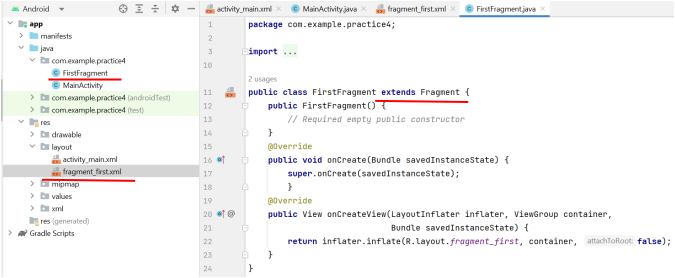 Android
app
manifests
java
com.example.practice4
FirstFragment
MainActivity
com.example.practice4 (androidTest)
com.example.practice4 (test)
res
drawable
layout
activity_main.xml
fragment_first.xml
mipmap
values
xml
res (generated)
Gradle Scripts
activity_main.xml MainActivity.java fragment_first.xml FirstFragment.java
1 package com.example.practice4;
2
3 import ...
10
2 usages
11 public class FirstFragment extends Fragment {
12 public FirstFragment() {
13 // Required empty public constructor
14 }
15 @Override
16 public void onCreate(Bundle savedInstanceState) {
17 super.onCreate(savedInstanceState);
18 }
19 @Override
20 public View onCreateView(LayoutInflater inflater, ViewGroup container,
21 Bundle savedInstanceState) {
22 return inflater.inflate(R.layout.fragment_first, container, attachToRoot: false);
23 }
24 }